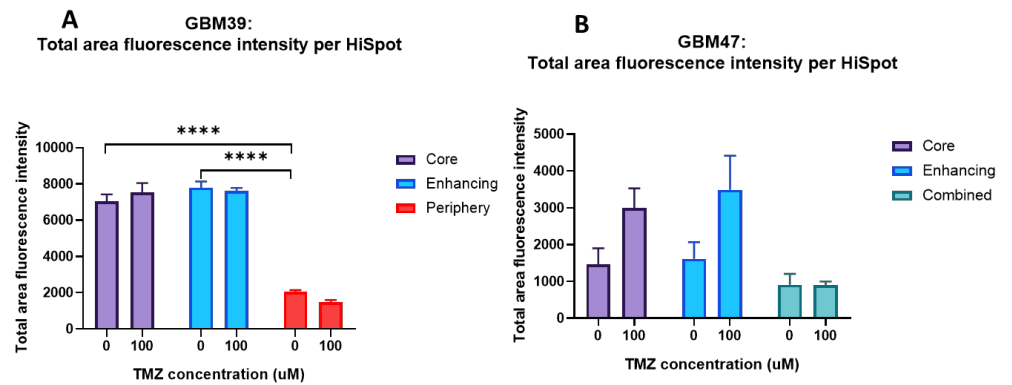 A
GBM39:
Total area fluorescence intensity per HiSpot
Total area fluorescence intensity
10000
8000
6000
4000
2000
0
****
****
0
100
0
100
0
100
TMZ concentration (uM)
Core
Enhancing
Periphery
B
GBM47:
Total area fluorescence intensity per HiSpot
Total area fluorescence intensity
5000
4000
3000
2000
1000
0
0
100
0
100
0
100
TMZ concentration (uM)
Core
Enhancing
Combined